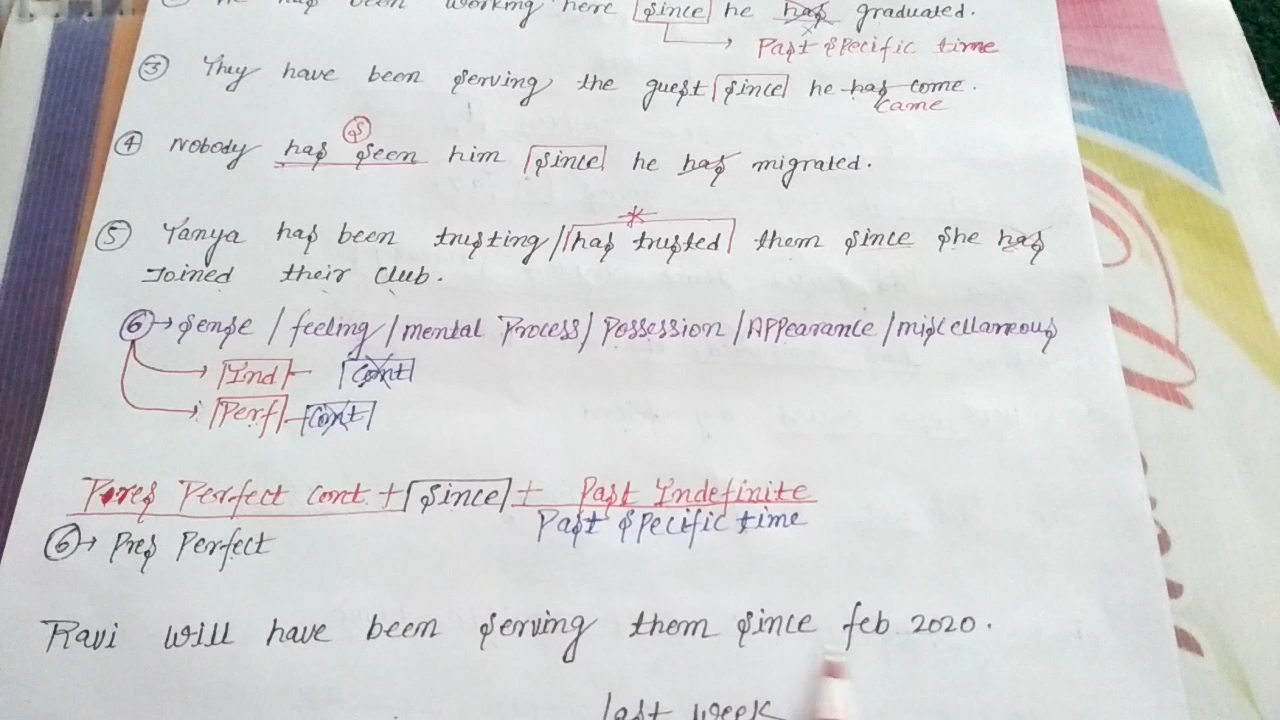 He has been working here since he has graduated.
Past specific time
③ They have been serving the guest since he has come.
came
④ Nobody has seen him since he has migrated.
⑤ Tanya has been trusting / has trusted them since she has
Joined their club.
⑥→ sense / feeling / mental Process / Possession / Appearance / miscellaneous
Ind - Cont
Perf - Cont
Pres Perfect cont. + since + Past Indefinite
Past specific time
⑥→ Pres Perfect
Ravi will have been serving them since feb 2020.
last week